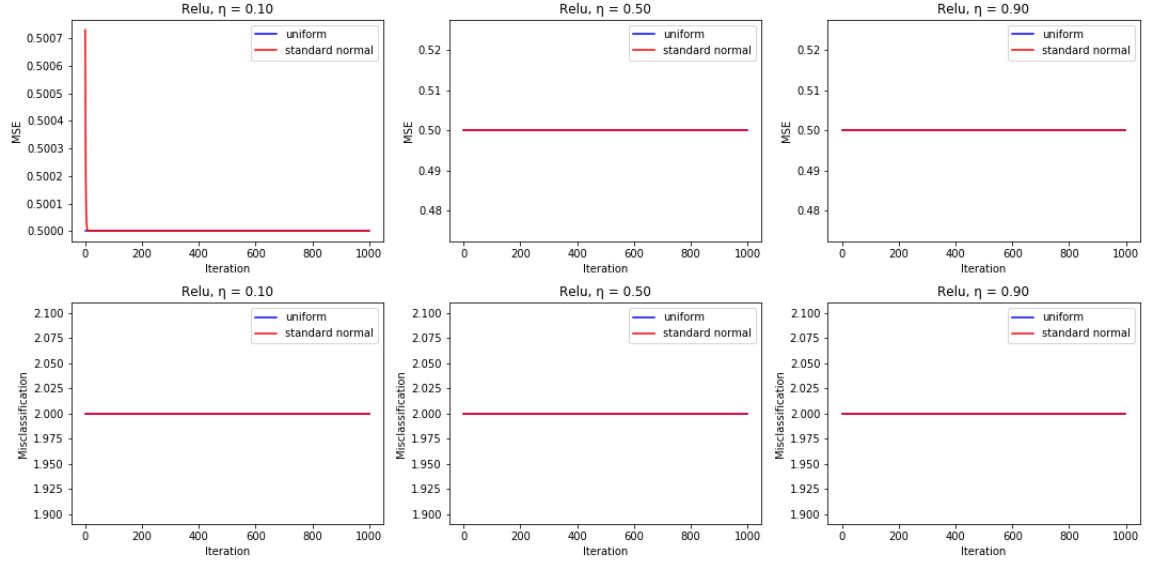 Relu, η = 0.10
MSE
0.5007
0.5006
0.5005
0.5004
0.5003
0.5002
0.5001
0.5000
uniform
standard normal
0 200 400 600 800 1000
Iteration
Relu, η = 0.50
MSE
0.52
0.51
0.50
0.49
0.48
uniform
standard normal
0 200 400 600 800 1000
Iteration
Relu, η = 0.90
MSE
0.52
0.51
0.50
0.49
0.48
uniform
standard normal
0 200 400 600 800 1000
Iteration
Relu, η = 0.10
Misclassification
2.100
2.075
2.050
2.025
2.000
1.975
1.950
1.925
1.900
uniform
standard normal
0 200 400 600 800 1000
Iteration
Relu, η = 0.50
Misclassification
2.100
2.075
2.050
2.025
2.000
1.975
1.950
1.925
1.900
uniform
standard normal
0 200 400 600 800 1000
Iteration
Relu, η = 0.90
Misclassification
2.100
2.075
2.050
2.025
2.000
1.975
1.950
1.925
1.900
uniform
standard normal
0 200 400 600 800 1000
Iteration